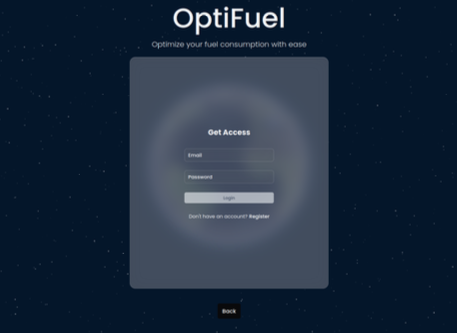 OptiFuel
Optimize your fuel consumption with ease
Get Access
Email
Password
Login
Don't have an account? Register
Back